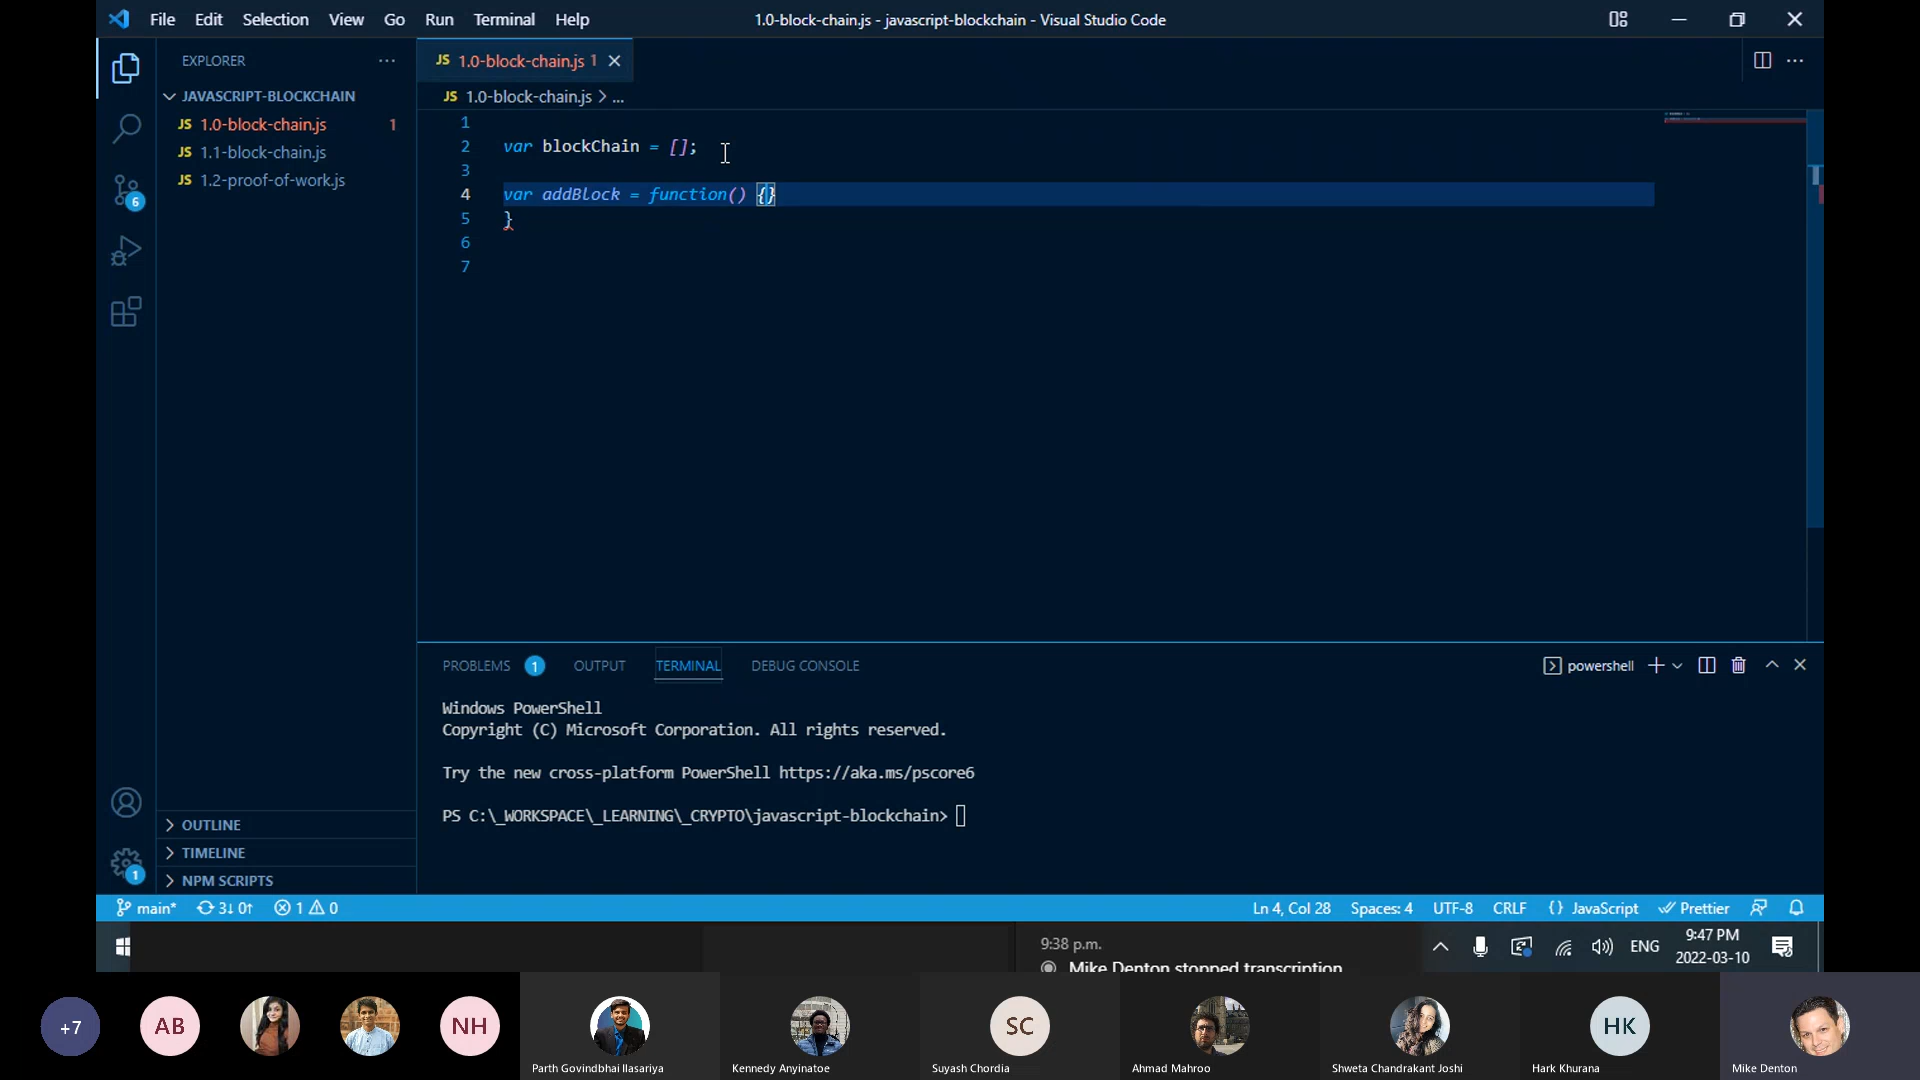 File Edit Selection View Go Run Terminal Help 1.0-block-chain.js - javascript-blockchain - Visual Studio Code
EXPLORER
JS 1.0-block-chain.js 1
JAVASCRIPT-BLOCKCHAIN
JS 1.0-block-chain.js > ...
JS 1.0-block-chain.js 1
JS 1.1-block-chain.js
JS 1.2-proof-of-work.js
6
1
2 var blockChain = [];
3
4 var addBlock = function() {}
5 }
6
7
PROBLEMS 1 OUTPUT TERMINAL DEBUG CONSOLE
powershell
Windows PowerShell
Copyright (C) Microsoft Corporation. All rights reserved.
Try the new cross-platform PowerShell https://aka.ms/pscore6
PS C:\_WORKSPACE\_LEARNING\_CRYPTO\javascript-blockchain>
OUTLINE
TIMELINE
NPM SCRIPTS
1
main* 3↓ 0↑ 1 0
Ln 4, Col 28 Spaces: 4 UTF-8 CRLF {} JavaScript Prettier
9:38 p.m.
Mike Denton stopped transcription
ENG
9:47 PM
2022-03-10
+7 AB NH SC HK
Parth Govindbhai Ilasariya Kennedy Anyinatoe Suyash Chordia Ahmad Mahroo Shweta Chandrakant Joshi Hark Khurana Mike Denton